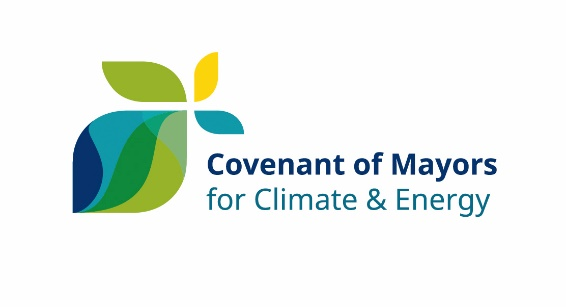 Covenant of Mayors
for Climate & Energy